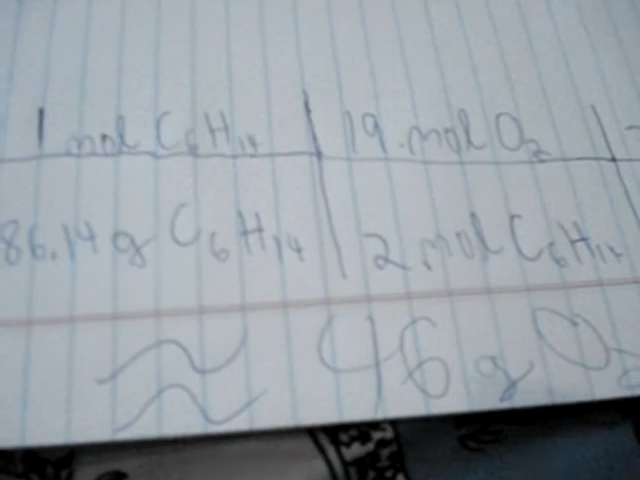 1 mol C6H14 | 19 mol O2 |
86.14 g C6H14 | 2 mol C6H14
≈ 46 g O2